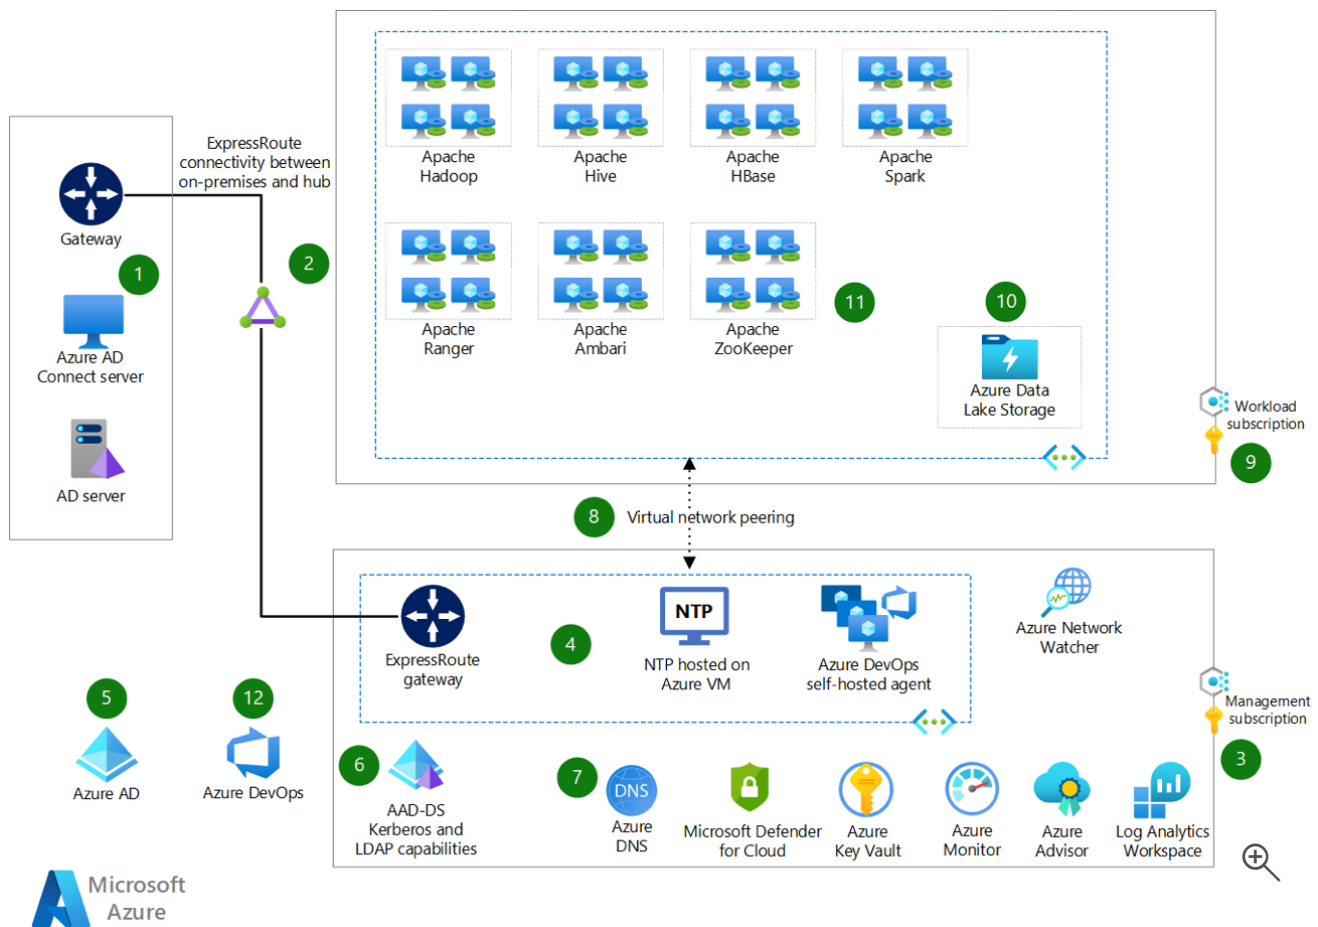 ExpressRoute
connectivity between
on-premises and hub
Gateway
1
2
Azure AD
Connect server
AD server
Apache
Hadoop
Apache
Hive
Apache
HBase
Apache
Spark
Apache
Ranger
Apache
Ambari
Apache
ZooKeeper
11
10
Azure Data
Lake Storage
Workload
subscription
9
8
Virtual network peering
ExpressRoute
gateway
4
NTP
NTP hosted on
Azure VM
Azure DevOps
self-hosted agent
Azure Network
Watcher
Management
subscription
3
5
Azure AD
12
Azure DevOps
6
AAD-DS
Kerberos and
LDAP capabilities
7
DNS
Azure
DNS
Microsoft Defender
for Cloud
Azure
Key Vault
Azure
Monitor
Azure
Advisor
Log Analytics
Workspace
Microsoft
Azure